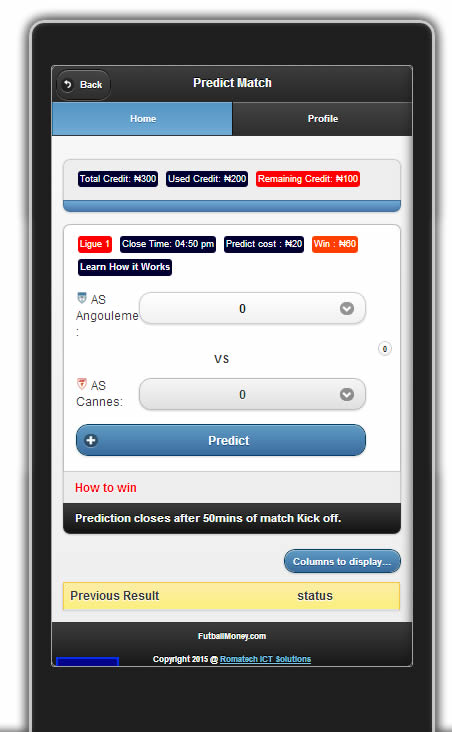 Back
Predict Match
Home
Profile
Total Credit: ₦300 Used Credit: ₦200 Remaining Credit: ₦100
Ligue 1 Close Time: 04:50 pm Predict cost : ₦20 Win : ₦60
Learn How it Works
AS
Angouleme
:
0
0
vs
AS
Cannes:
0
Predict
How to win
Prediction closes after 50mins of match Kick off.
Columns to display...
Previous Result status
FutballMoney.com
Copyright 2015 @ Romatech ICT Solutions